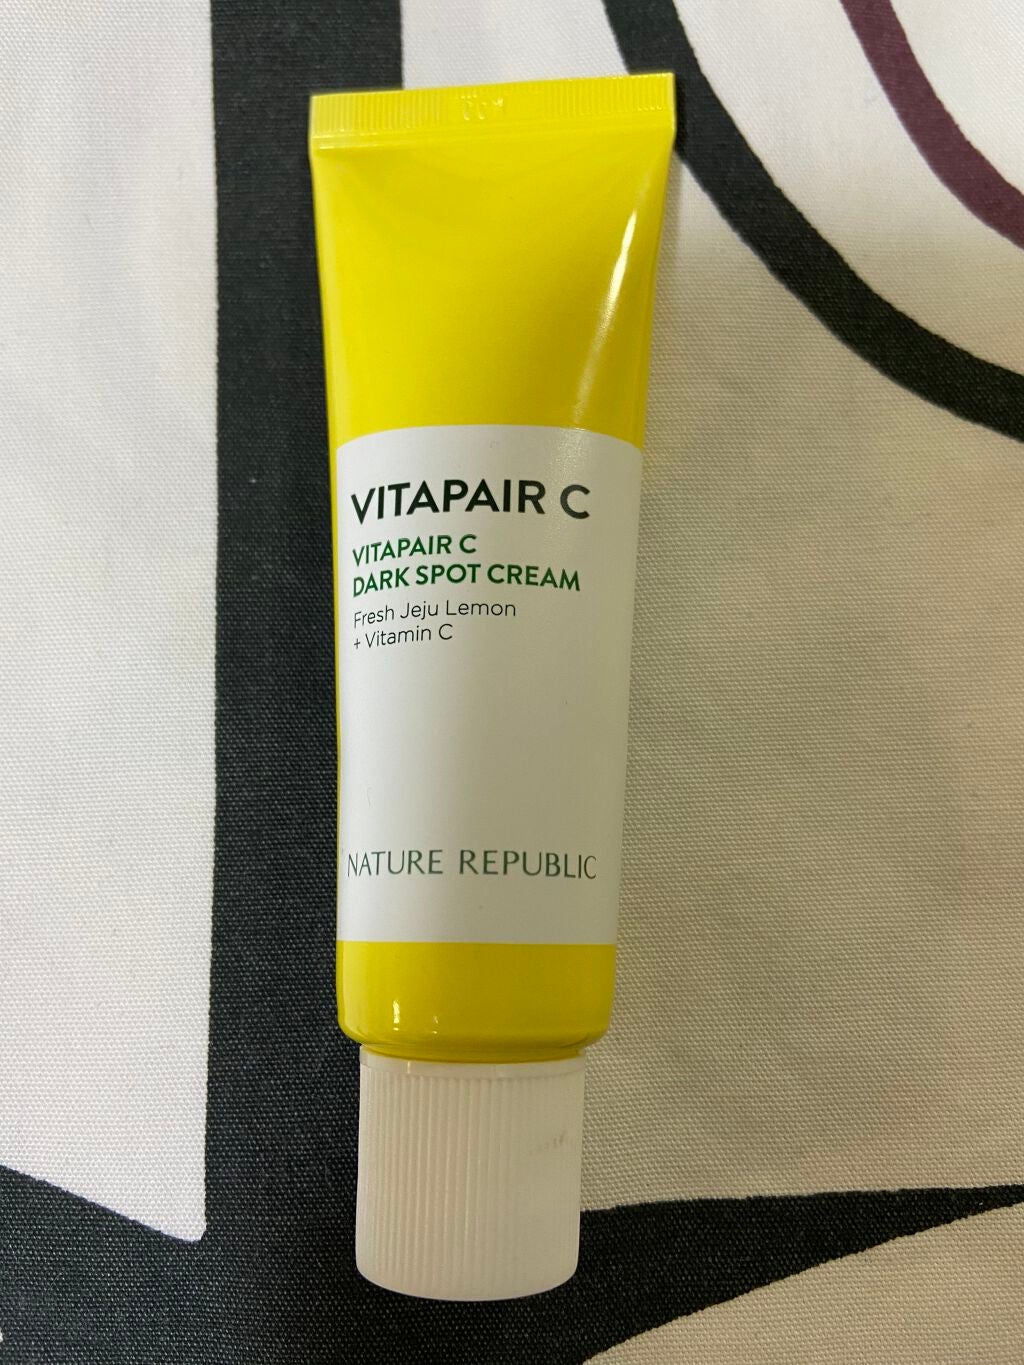 VITAPAIR C
VITAPAIR C
DARK SPOT CREAM
Fresh Jeju Lemon
+ Vitamin C
NATURE REPUBLIC